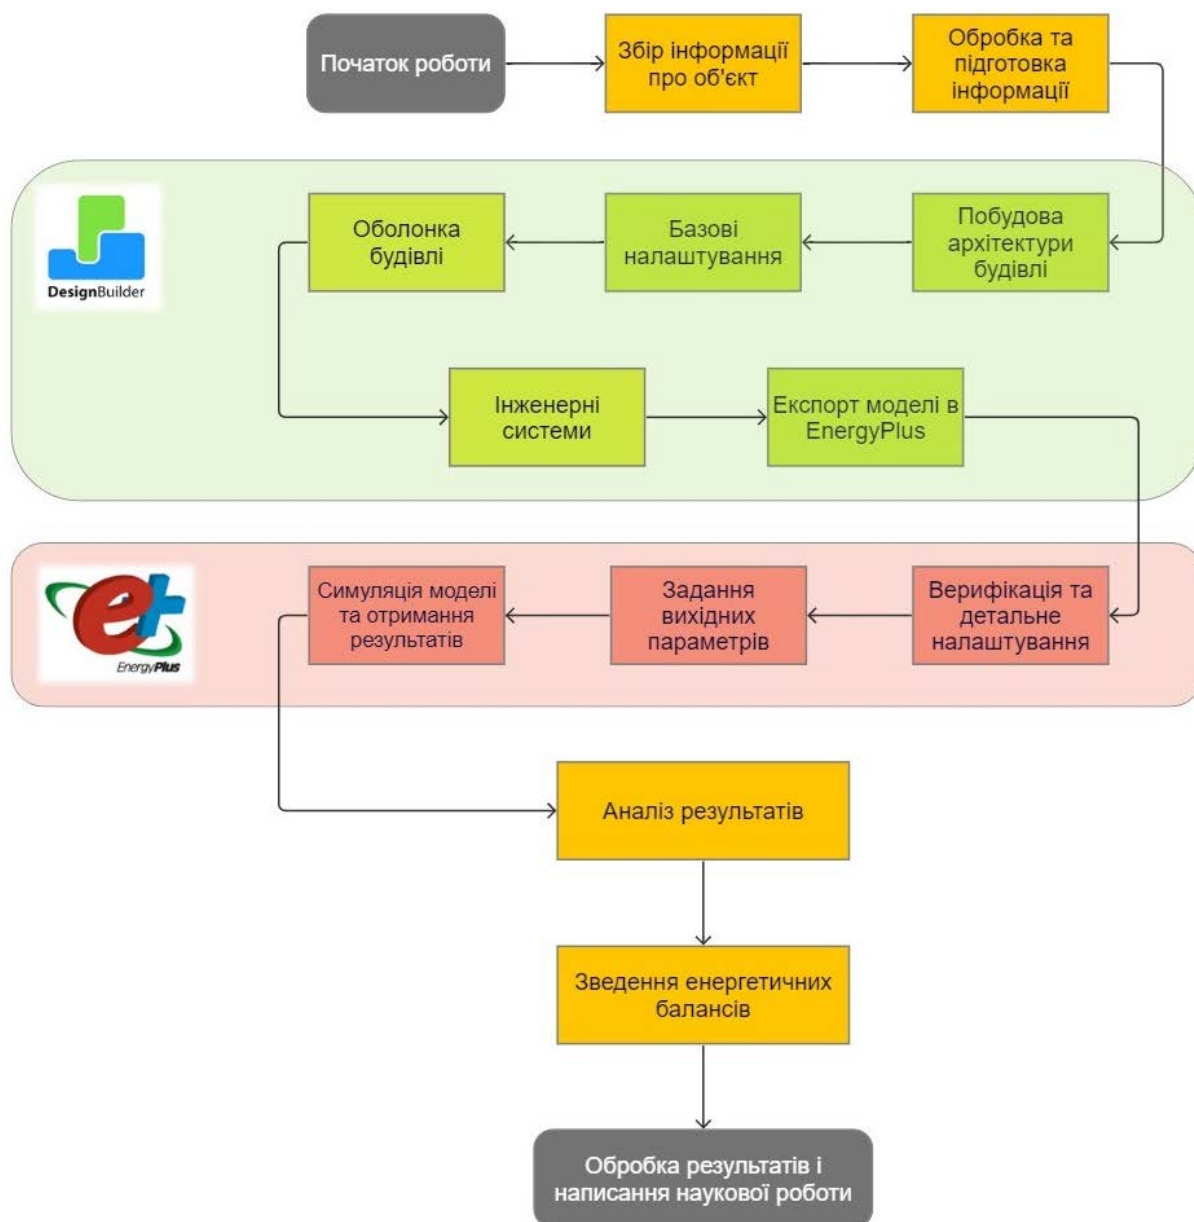 Початок роботи
Збір інформації
про об'єкт
Обробка та
підготовка
інформації
DesignBuilder
Оболонка
будівлі
Базові
налаштування
Побудова
архітектури
будівлі
Інженерні
системи
Експорт моделі в
EnergyPlus
e+
EnergyPlus
Симуляція моделі
та отримання
результатів
Задання
вихідних
параметрів
Верифікація та
детальне
налаштування
Аналіз результатів
Зведення енергетичних
балансів
Обробка результатів і
написання наукової роботи